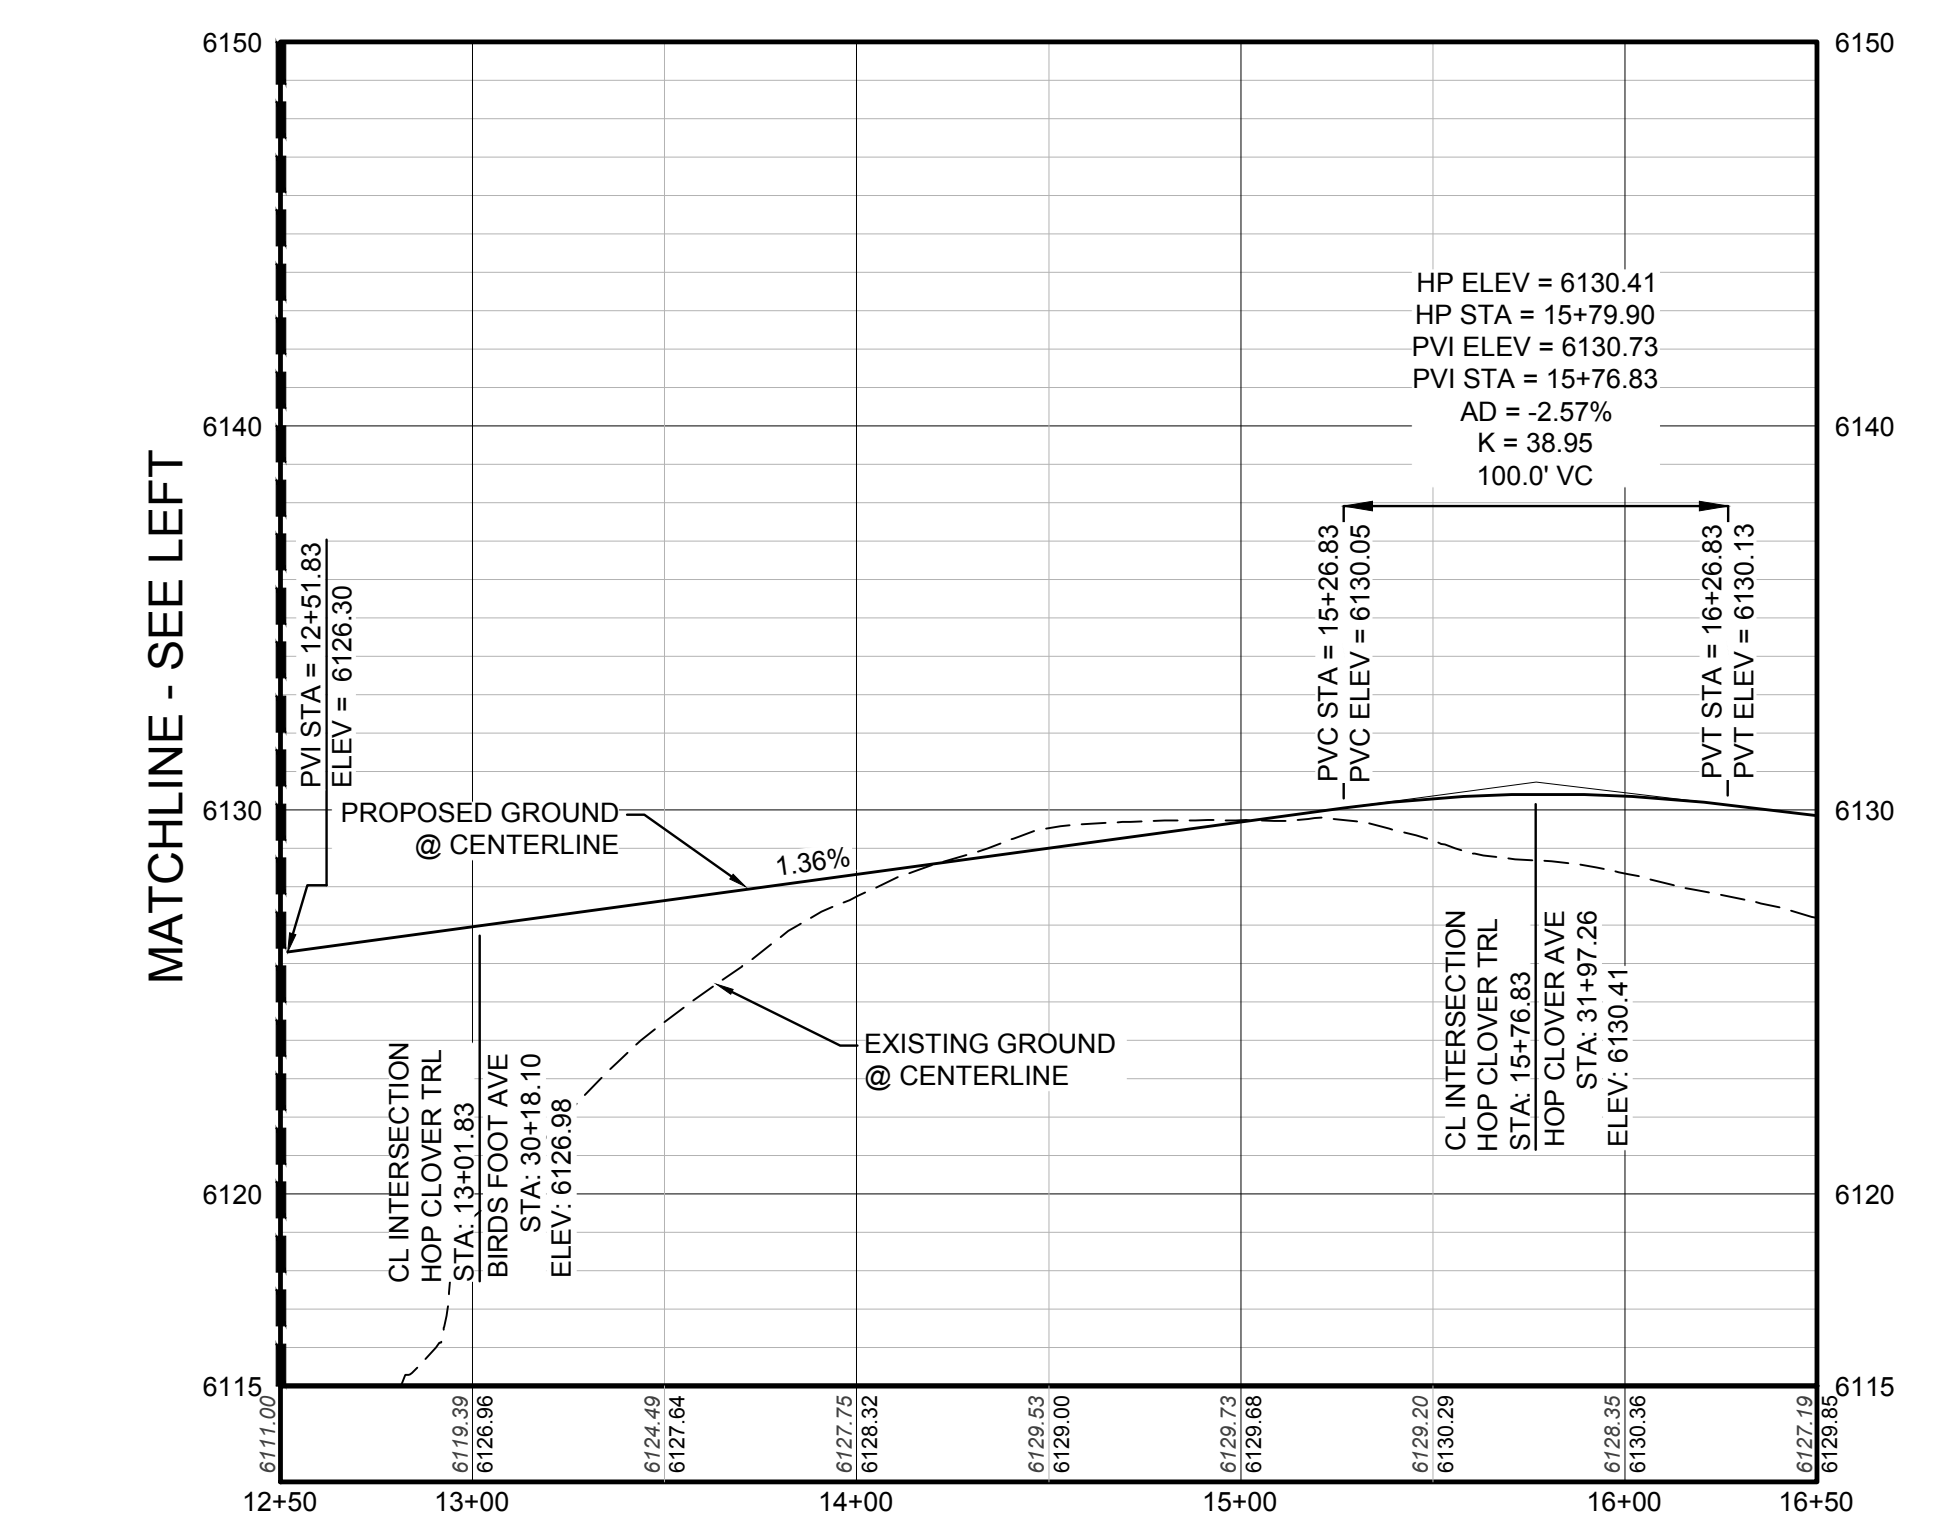 6150
6150
HP ELEV = 6130.41
HP STA = 15+79.90
PVI ELEV = 6130.73
PVI STA = 15+76.83
AD = -2.57%
K = 38.95
100.0' VC
6140
6140
MATCHLINE - SEE LEFT
PVI STA = 12+51.83
ELEV = 6126.30
PVC STA = 15+26.83
PVC ELEV = 6130.05
PVT STA = 16+26.83
PVT ELEV = 6130.13
6130
6130
PROPOSED GROUND
@ CENTERLINE
1.36%
EXISTING GROUND
@ CENTERLINE
CL INTERSECTION
HOP CLOVER TRL
STA: 13+01.83
BIRDS FOOT AVE
STA: 30+18.10
ELEV: 6126.98
CL INTERSECTION
HOP CLOVER TRL
STA: 15+76.83
HOP CLOVER AVE
STA: 31+97.26
ELEV: 6130.41
6120
6120
6115
6115
6111.00
6119.39
6126.96
6124.49
6127.64
6127.75
6128.32
6129.53
6129.00
6129.73
6129.68
6129.20
6130.29
6128.35
6130.36
6127.19
6129.85
12+50
13+00
14+00
15+00
16+00
16+50